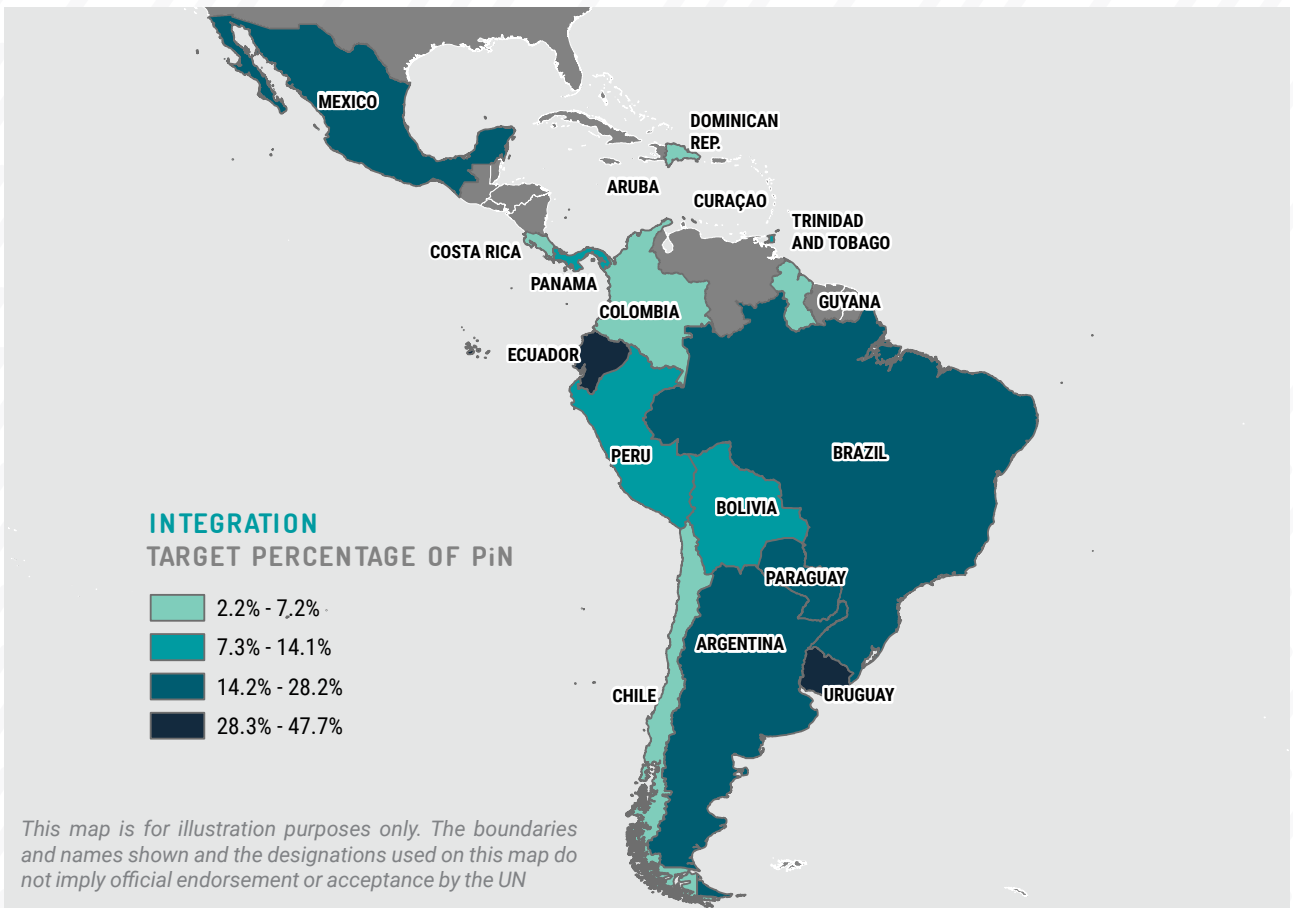 MEXICO
DOMINICAN
REP.
ARUBA
CURAÇAO
TRINIDAD
AND TOBAGO
COSTA RICA
PANAMA
GUYANA
COLOMBIA
ECUADOR
PERU
BRAZIL
BOLIVIA
PARAGUAY
ARGENTINA
CHILE
URUGUAY
INTEGRATION
TARGET PERCENTAGE OF PiN
2.2% - 7.2%
7.3% - 14.1%
14.2% - 28.2%
28.3% - 47.7%
This map is for illustration purposes only. The boundaries
and names shown and the designations used on this map do
not imply official endorsement or acceptance by the UN